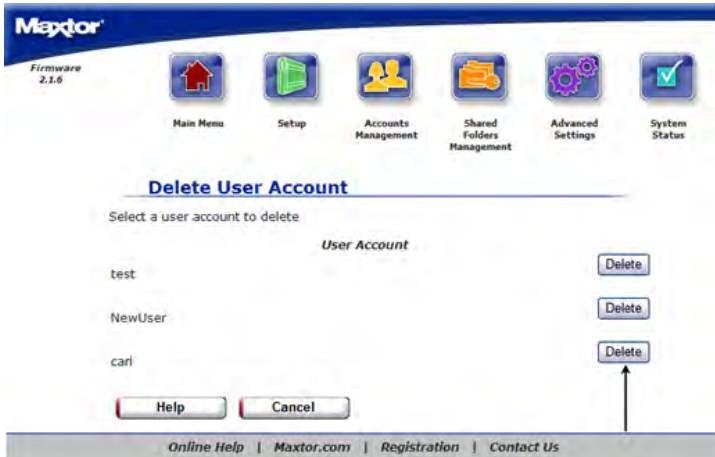 Maxtor
Firmware
2.1.6
Main Menu
Setup
Accounts
Management
Shared
Folders
Management
Advanced
Settings
System
Status
Delete User Account
Select a user account to delete
User Account
test
Delete
NewUser
Delete
carl
Delete
Help
Cancel
Online Help | Maxtor.com | Registration | Contact Us